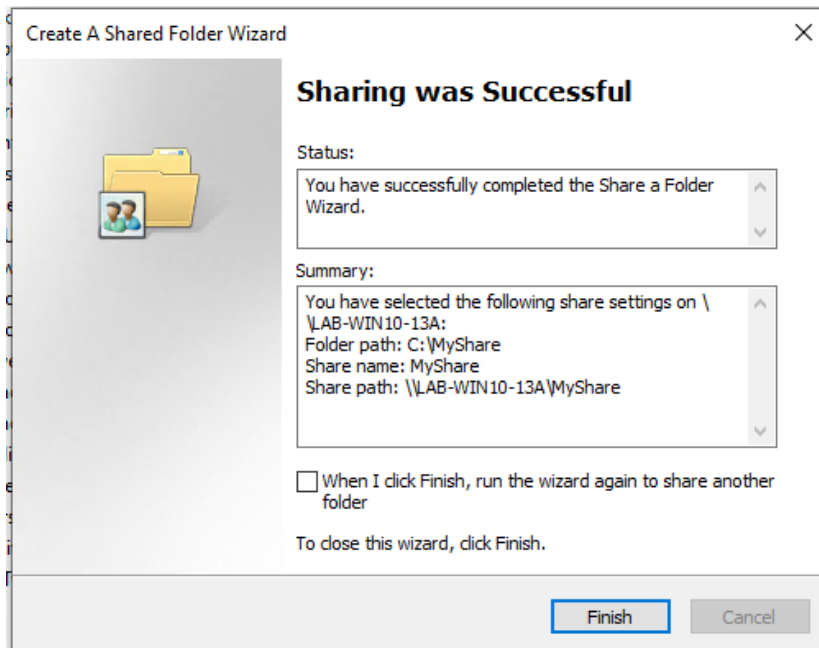 Create A Shared Folder Wizard
Sharing was Successful
Status:
You have successfully completed the Share a Folder
Wizard.
Summary:
You have selected the following share settings on \
\LAB-WIN10-13A:
Folder path: C:\MyShare
Share name: MyShare
Share path: \\LAB-WIN10-13A\MyShare
When I click Finish, run the wizard again to share another
folder
To close this wizard, click Finish.
Finish
Cancel